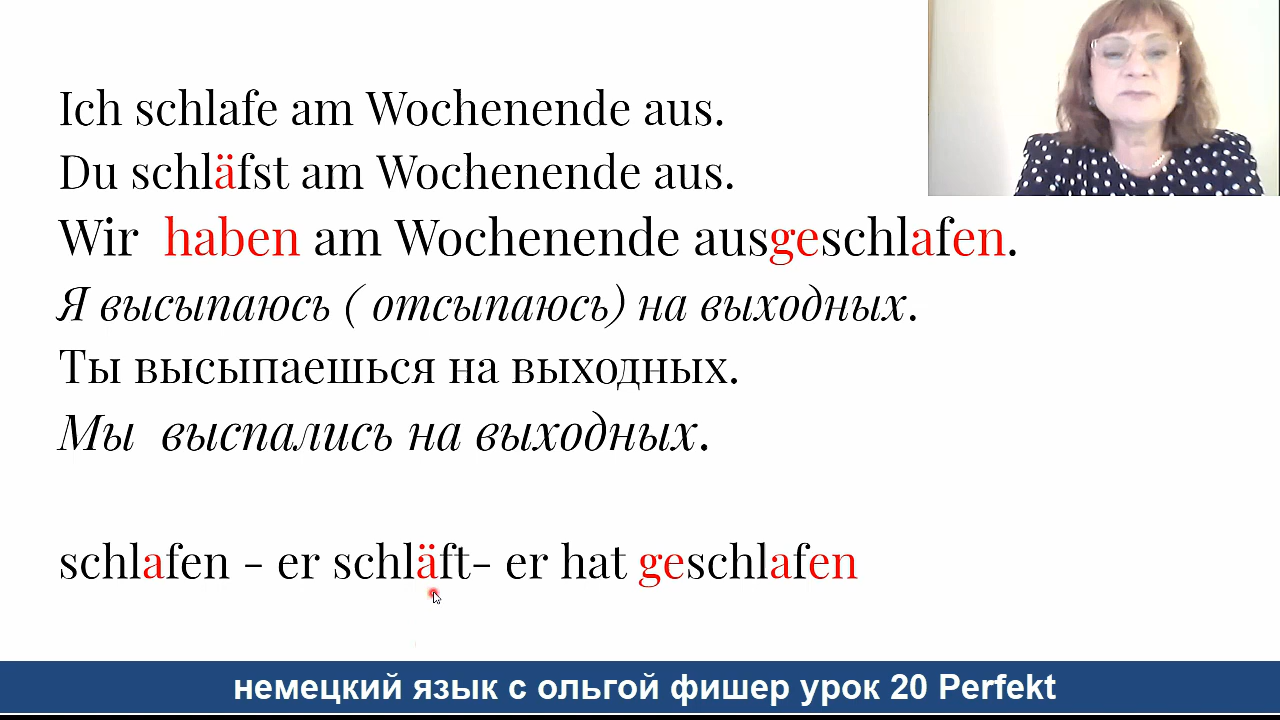 Ich schlafe am Wochenende aus.
Du schläfst am Wochenende aus.
Wir haben am Wochenende ausgeschlafen.
Я высыпаюсь ( отсыпаюсь) на выходных.
Ты высыпаешься на выходных.
Мы выспались на выходных.
schlafen - er schläft- er hat geschlafen
немецкий язык с ольгой фишер урок 20 Perfekt